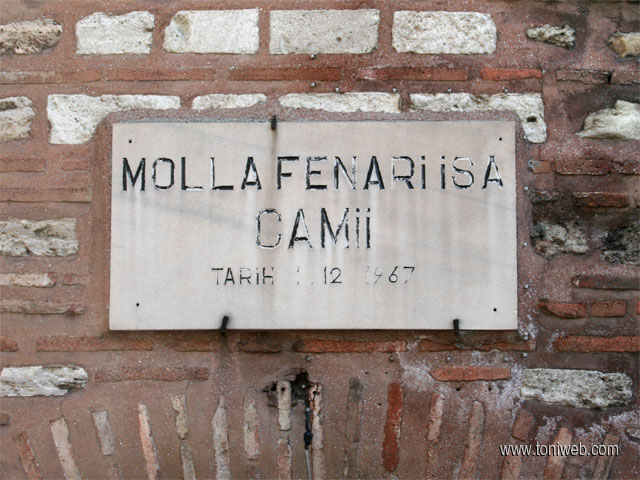 MOLLA FENARİ İSA
CAMİİ
TARİH 1.12 1967
www.toniweb.com